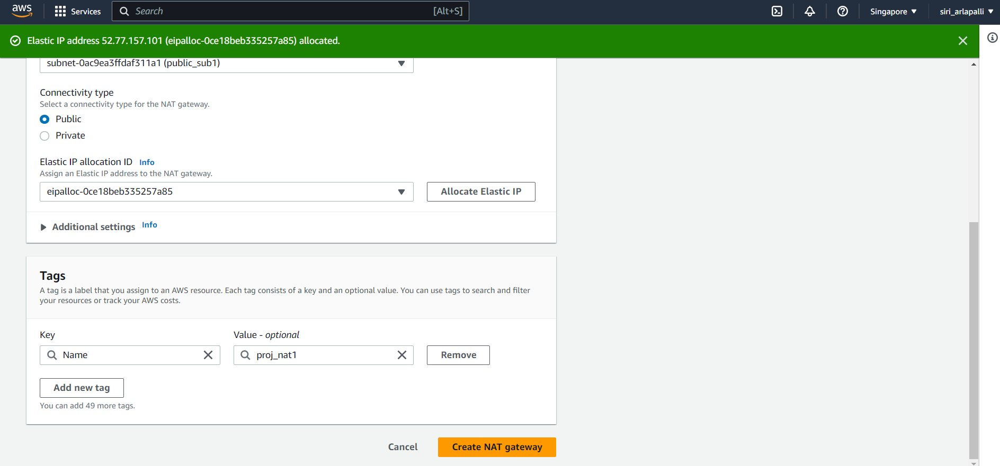 aws Services Search [Alt+S] Singapore siri_arlapalli
Elastic IP address 52.77.157.101 (eipalloc-0ce18beb335257a85) allocated.
subnet-0ac9ea3ffdaf311a1 (public_sub1)
Connectivity type
Select a connectivity type for the NAT gateway.
Public
Private
Elastic IP allocation ID Info
Assign an Elastic IP address to the NAT gateway.
eipalloc-0ce18beb335257a85 Allocate Elastic IP
Additional settings Info
Tags
A tag is a label that you assign to an AWS resource. Each tag consists of a key and an optional value. You can use tags to search and filter
your resources or track your AWS costs.
Key Value - optional
Name proj_nat1 Remove
Add new tag
You can add 49 more tags.
Cancel Create NAT gateway